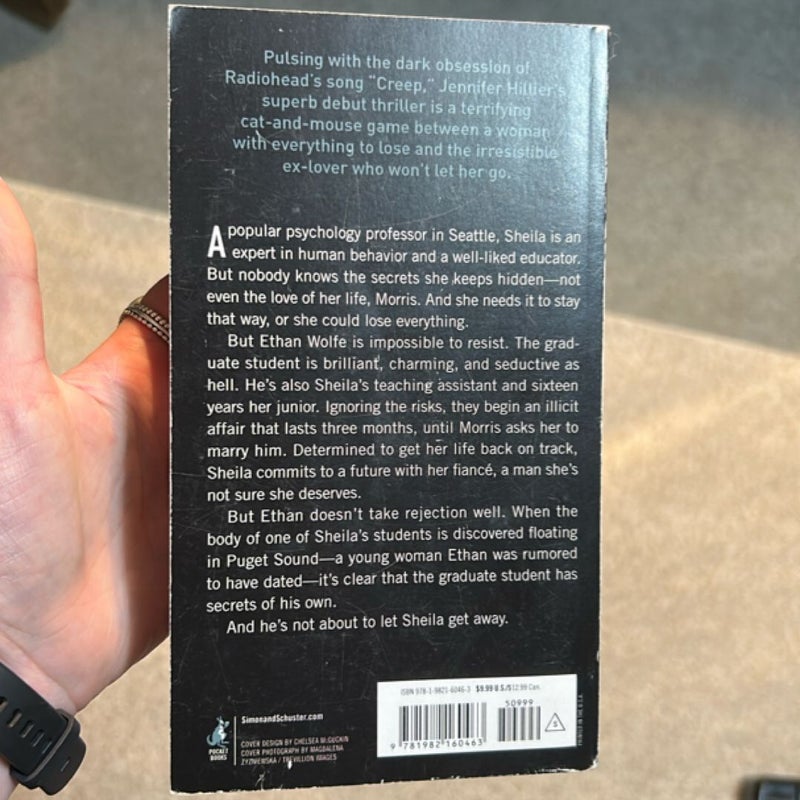 Pulsing with the dark obsession of
Radiohead's song "Creep," Jennifer Hillier's
superb debut thriller is a terrifying
cat-and-mouse game between a woman
with everything to lose and the irresistible
ex-lover who won't let her go.
A popular psychology professor in Seattle, Sheila is an
expert in human behavior and a well-liked educator.
But nobody knows the secrets she keeps hidden—not
even the love of her life, Morris. And she needs it to stay
that way, or she could lose everything.
But Ethan Wolfe is impossible to resist. The grad-
uate student is brilliant, charming, and seductive as
hell. He's also Sheila's teaching assistant and sixteen
years her junior. Ignoring the risks, they begin an illicit
affair that lasts three months, until Morris asks her to
marry him. Determined to get her life back on track,
Sheila commits to a future with her fiancé, a man she's
not sure she deserves.
But Ethan doesn't take rejection well. When the
body of one of Sheila's students is discovered floating
in Puget Sound—a young woman Ethan was rumored
to have dated—it's clear that the graduate student has
secrets of his own.
And he's not about to let Sheila get away.
ISBN 978-1-9821-6046-3 $9.99 U.S./$12.99 Can.
50999
9 781982 160463
S
SimonandSchuster.com
POCKET
BOOKS
COVER DESIGN BY CHELSEA McGUCKIN
COVER PHOTOGRAPH BY MAGDALENA
ZYZNIEWSKA / TREVILLION IMAGES
PRINTED IN THE U.S.A.